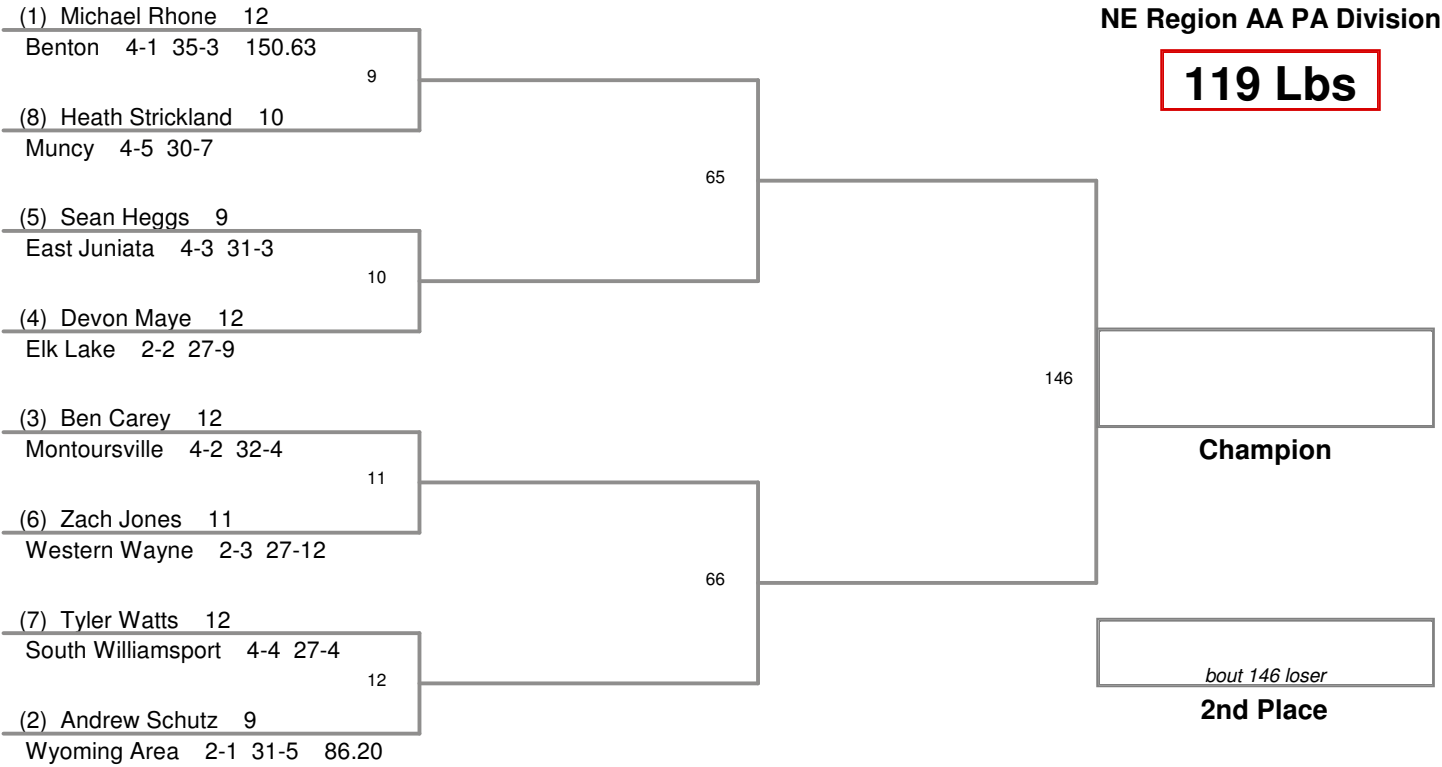 (1) Michael Rhone 12
Benton 4-1 35-3 150.63
9
(8) Heath Strickland 10
Muncy 4-5 30-7
65
(5) Sean Heggs 9
East Juniata 4-3 31-3
10
(4) Devon Maye 12
Elk Lake 2-2 27-9
146
(3) Ben Carey 12
Montoursville 4-2 32-4
11
(6) Zach Jones 11
Western Wayne 2-3 27-12
66
(7) Tyler Watts 12
South Williamsport 4-4 27-4
12
(2) Andrew Schutz 9
Wyoming Area 2-1 31-5 86.20
NE Region AA PA Division
119 Lbs
Champion
bout 146 loser
2nd Place